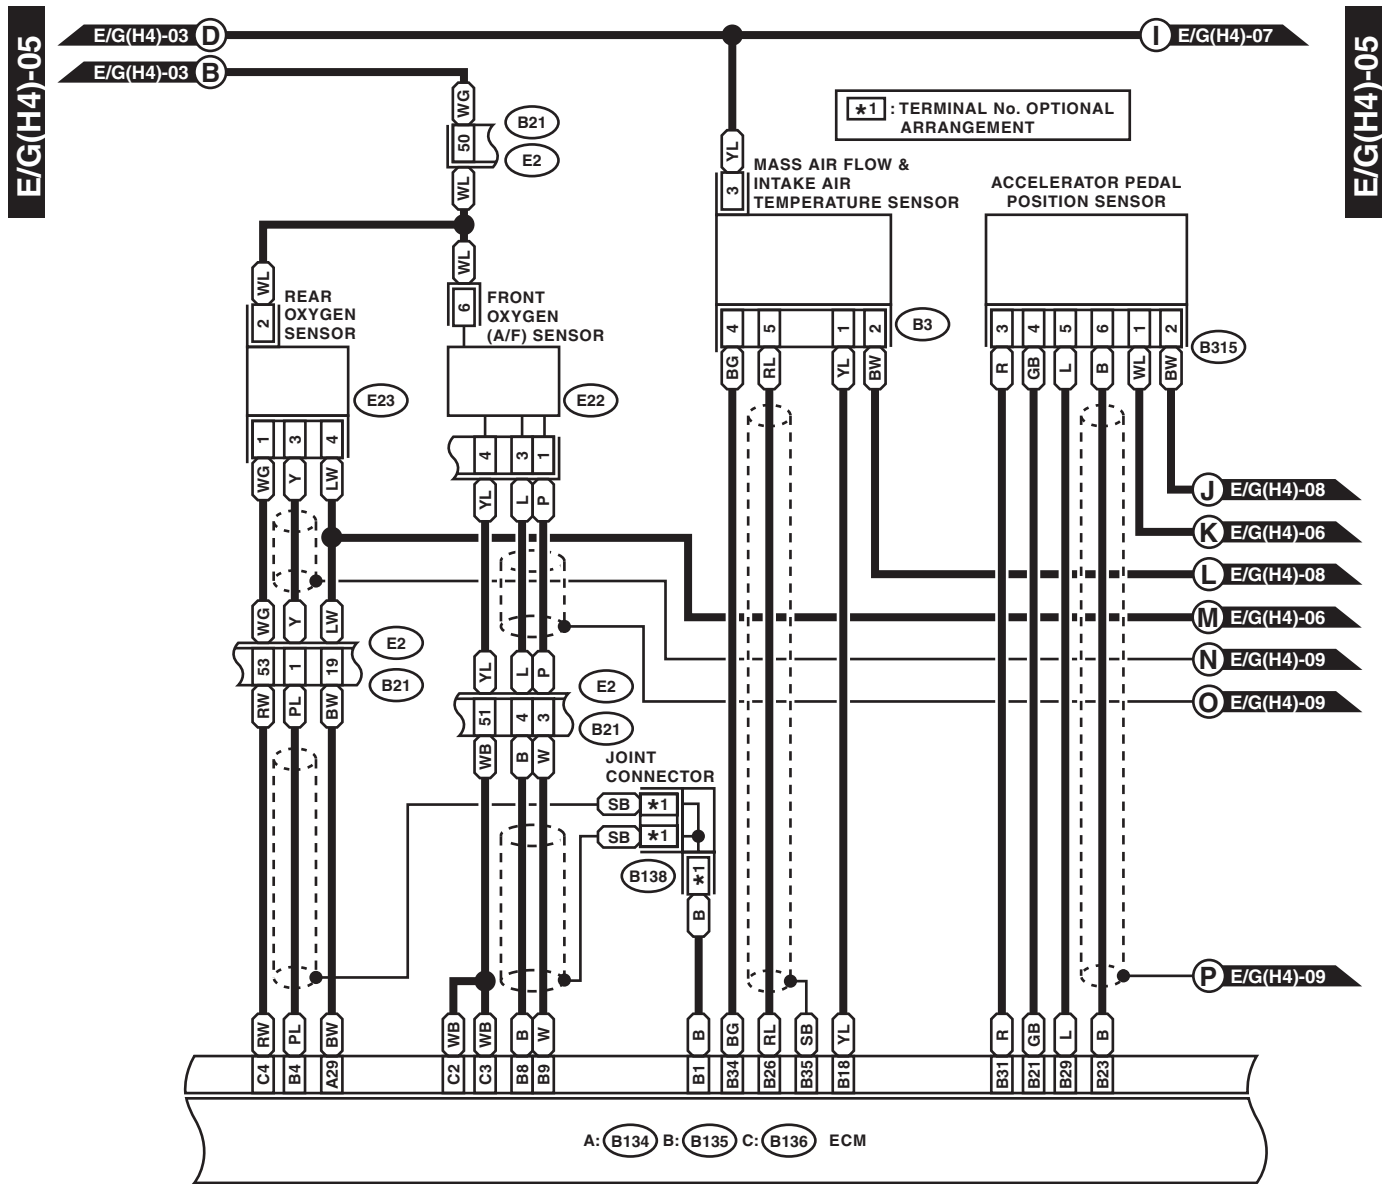 E/G(H4)-05
E/G(H4)-05
E/G(H4)-03 D
I E/G(H4)-07
E/G(H4)-03 B
WG
50
B21
E2
WL
*1 : TERMINAL No. OPTIONAL
ARRANGEMENT
YL
3
MASS AIR FLOW &
INTAKE AIR
TEMPERATURE SENSOR
ACCELERATOR PEDAL
POSITION SENSOR
WL
WL
2
REAR
OXYGEN
SENSOR
6
FRONT
OXYGEN
(A/F) SENSOR
4 5 1 2
B3
3 4 5 6 1 2
B315
BG RL YL BW
R GB L B WL BW
E23
E22
1 3 4
WG Y LW
4 3 1
YL L P
J E/G(H4)-08
K E/G(H4)-06
L E/G(H4)-08
M E/G(H4)-06
N E/G(H4)-09
O E/G(H4)-09
WG Y LW
E2
53 1 19
B21
RW PL BW
YL L P
E2
51 4 3
B21
WB B W
JOINT
CONNECTOR
SB *1
SB *1
B138
*1
B
P E/G(H4)-09
RW PL BW WB WB B W B BG RL SB YL R GB L B
C4 B4 A29 C2 C3 B8 B9 B1 B34 B26 B35 B18 B31 B21 B29 B23
A: B134 B: B135 C: B136 ECM